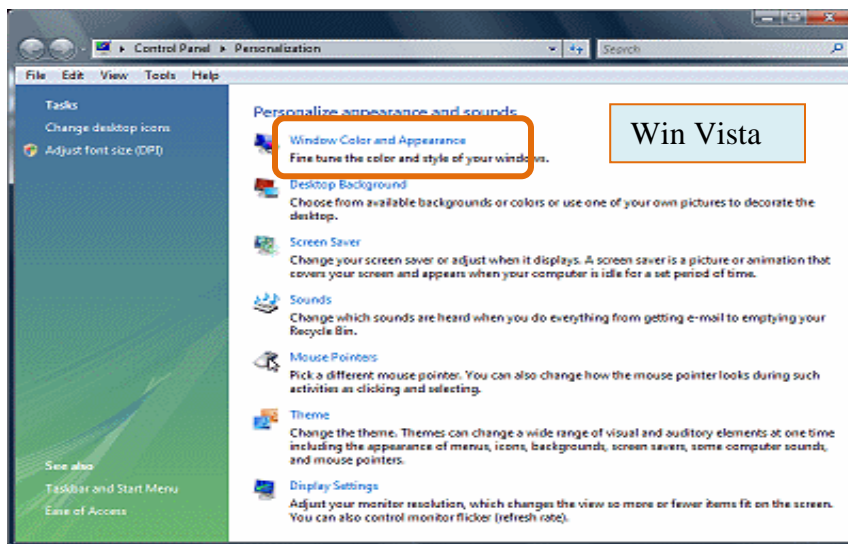 Control Panel Personalization Search
File Edit View Tools Help
Tasks
Change desktop icons
Adjust font size (DPI)
See also
Taskbar and Start Menu
Ease of Access
Personalize appearance and sounds
Win Vista
Window Color and Appearance
Fine tune the color and style of your windows.
Desktop Background
Choose from available backgrounds or colors or use one of your own pictures to decorate the
desktop.
Screen Saver
Change your screen saver or adjust when it displays. A screen saver is a picture or animation that
covers your screen and appears when your computer is idle for a set period of time.
Sounds
Change which sounds are heard when you do everything from getting e-mail to emptying your
Recycle Bin.
Mouse Pointers
Pick a different mouse pointer. You can also change how the mouse pointer looks during such
activities as clicking and selecting.
Theme
Change the theme. Themes can change a wide range of visual and auditory elements at one time
including the appearance of menus, icons, backgrounds, screen savers, some computer sounds,
and mouse pointers.
Display Settings
Adjust your monitor resolution, which changes the view so more or fewer items fit on the screen.
You can also control monitor flicker (refresh rate).